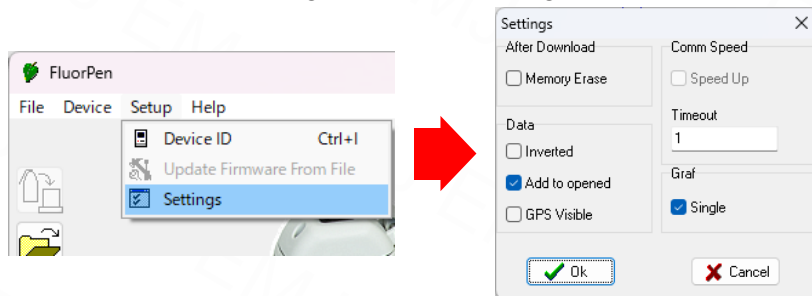 FluorPen
File Device Setup Help
Device ID Ctrl+I
Update Firmware From File
Settings
Settings
After Download
Memory Erase
Comm Speed
Speed Up
Timeout
1
Data
Inverted
Add to opened
GPS Visible
Graf
Single
Ok
Cancel